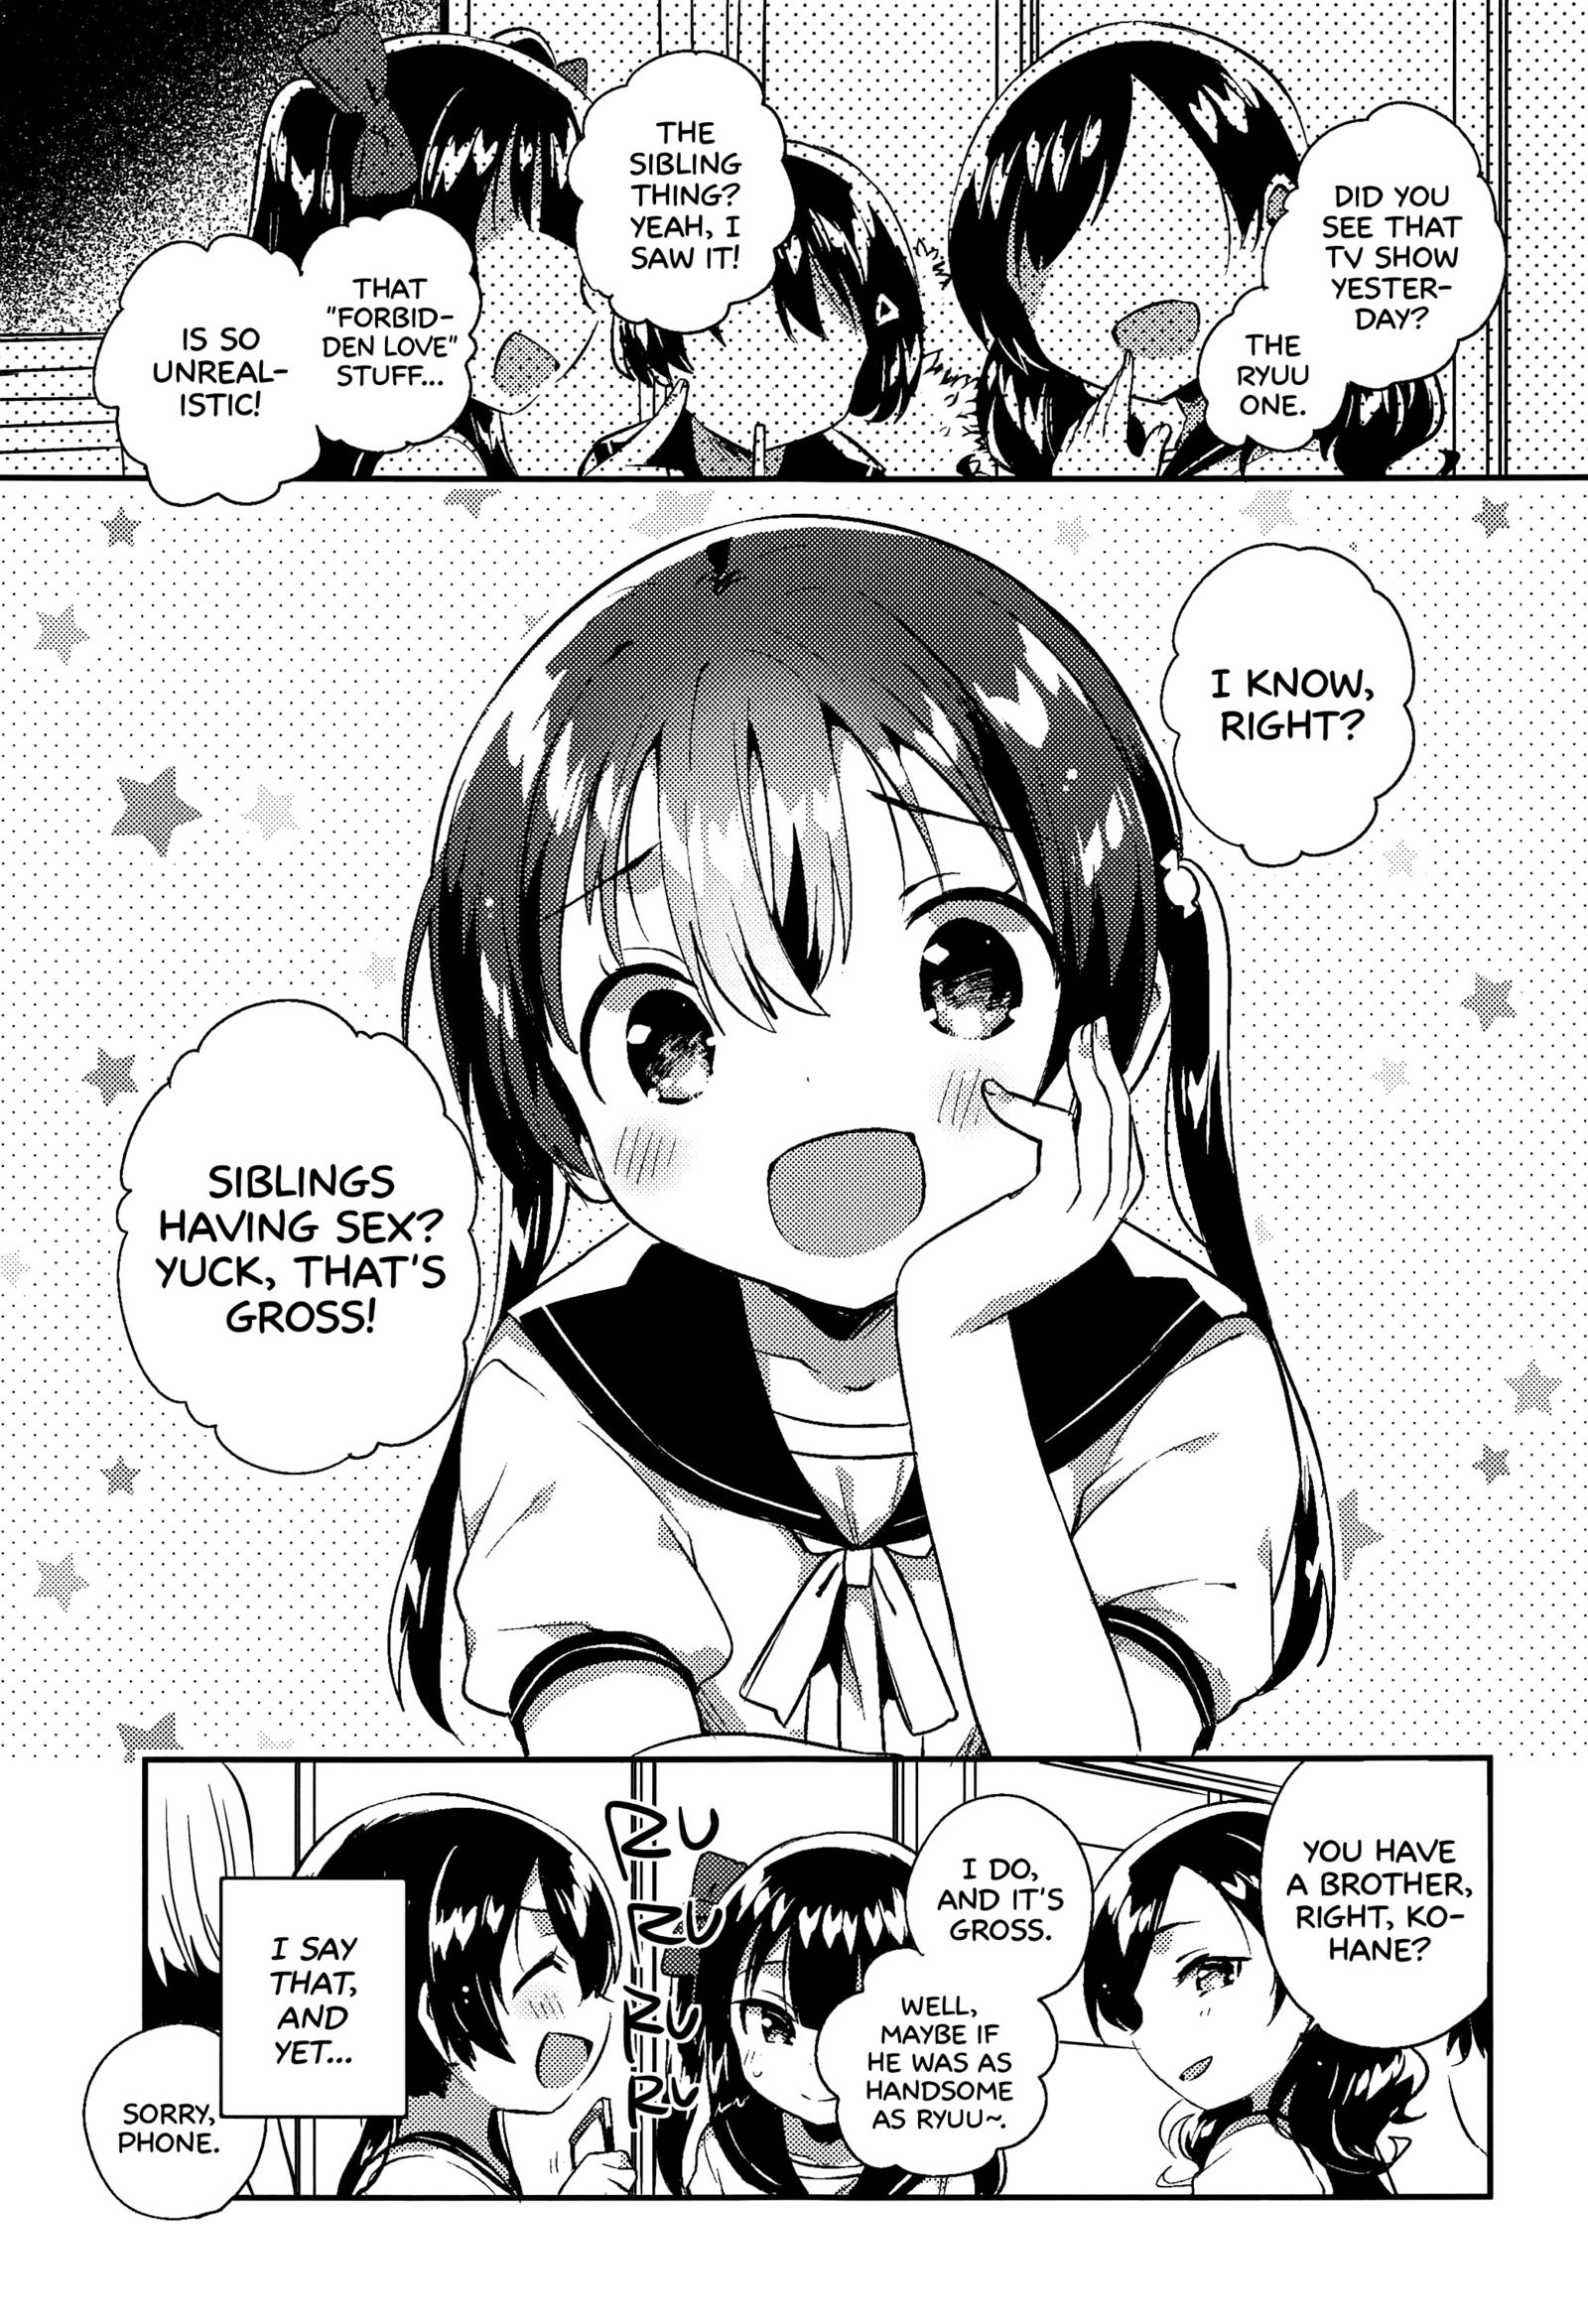 DID YOU
SEE THAT
TV SHOW
YESTER-
DAY?
THE
RYUU
ONE.
THE
SIBLING
THING?
YEAH, I
SAW IT!
THAT
"FORBID-
DEN LOVE"
STUFF...
IS SO
UNREAL-
ISTIC!
I KNOW,
RIGHT?
SIBLINGS
HAVING SEX?
YUCK, THAT'S
GROSS!
YOU HAVE
A BROTHER,
RIGHT, KO-
HANE?
I DO,
AND IT'S
GROSS.
WELL,
MAYBE IF
HE WAS AS
HANDSOME
AS RYUU~.
RU
RU
RU
RU
I SAY
THAT,
AND
YET...
SORRY,
PHONE.